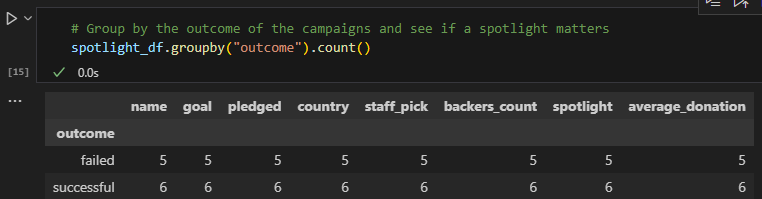 # Group by the outcome of the campaigns and see if a spotlight matters
spotlight_df.groupby("outcome").count()
[15] 0.0s
name goal pledged country staff_pick backers_count spotlight average_donation
outcome
failed 5 5 5 5 5 5 5 5
successful 6 6 6 6 6 6 6 6